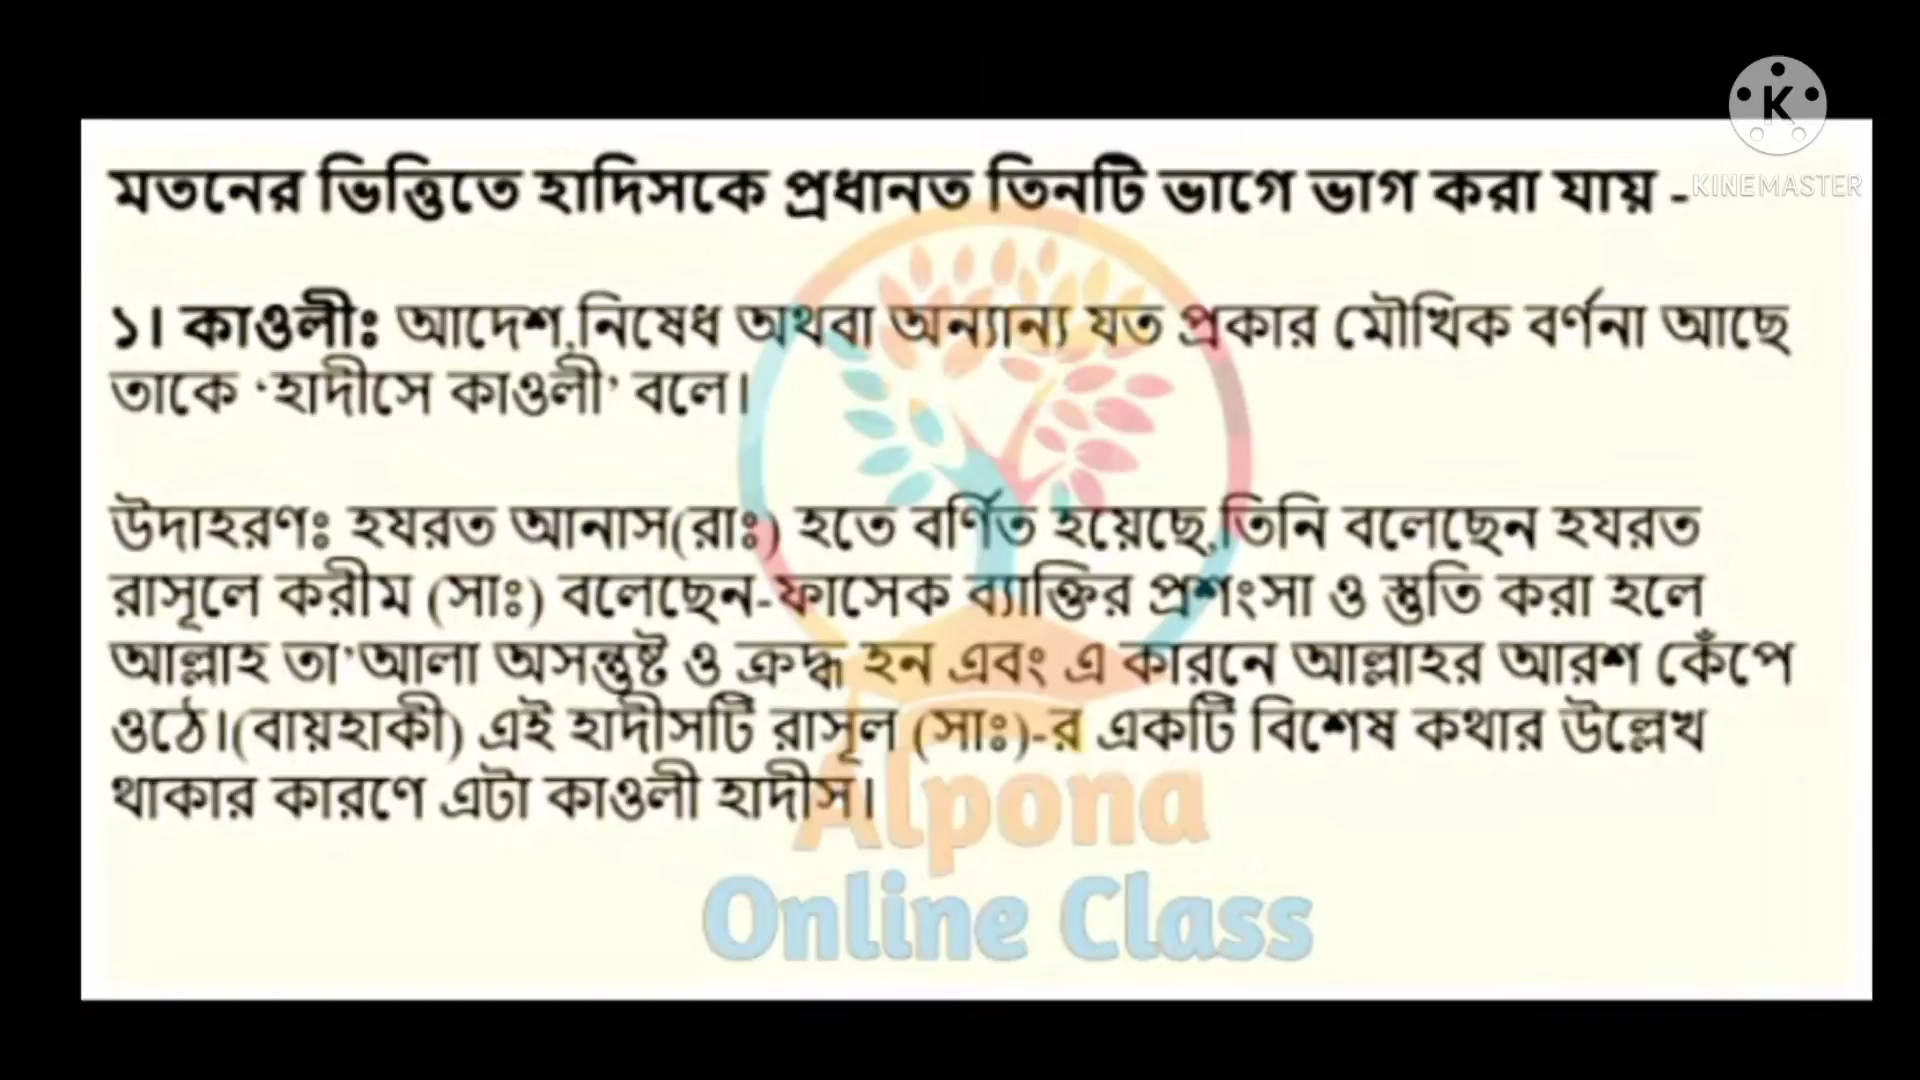 মতনের ভিত্তিতে হাদিসকে প্রধানত তিনটি ভাগে ভাগ করা যায় -
KINEMASTER
১। কাওলীঃ আদেশ,নিষেধ অথবা অন্যান্য যত প্রকার মৌখিক বর্ণনা আছে
তাকে 'হাদীসে কাওলী' বলে।
উদাহরণঃ হযরত আনাস(রাঃ) হতে বর্ণিত হয়েছে,তিনি বলেছেন হযরত
রাসূলে করীম (সাঃ) বলেছেন-ফাসেক ব্যাক্তির প্রশংসা ও স্তুতি করা হলে
আল্লাহ তা'আলা অসন্তুষ্ট ও ক্রদ্ধ হন এবং এ কারনে আল্লাহর আরশ কেঁপে
ওঠে।(বায়হাকী) এই হাদীসটি রাসূল (সাঃ)-র একটি বিশেষ কথার উল্লেখ
থাকার কারণে এটা কাওলী হাদীস।
Alpona
Online Class